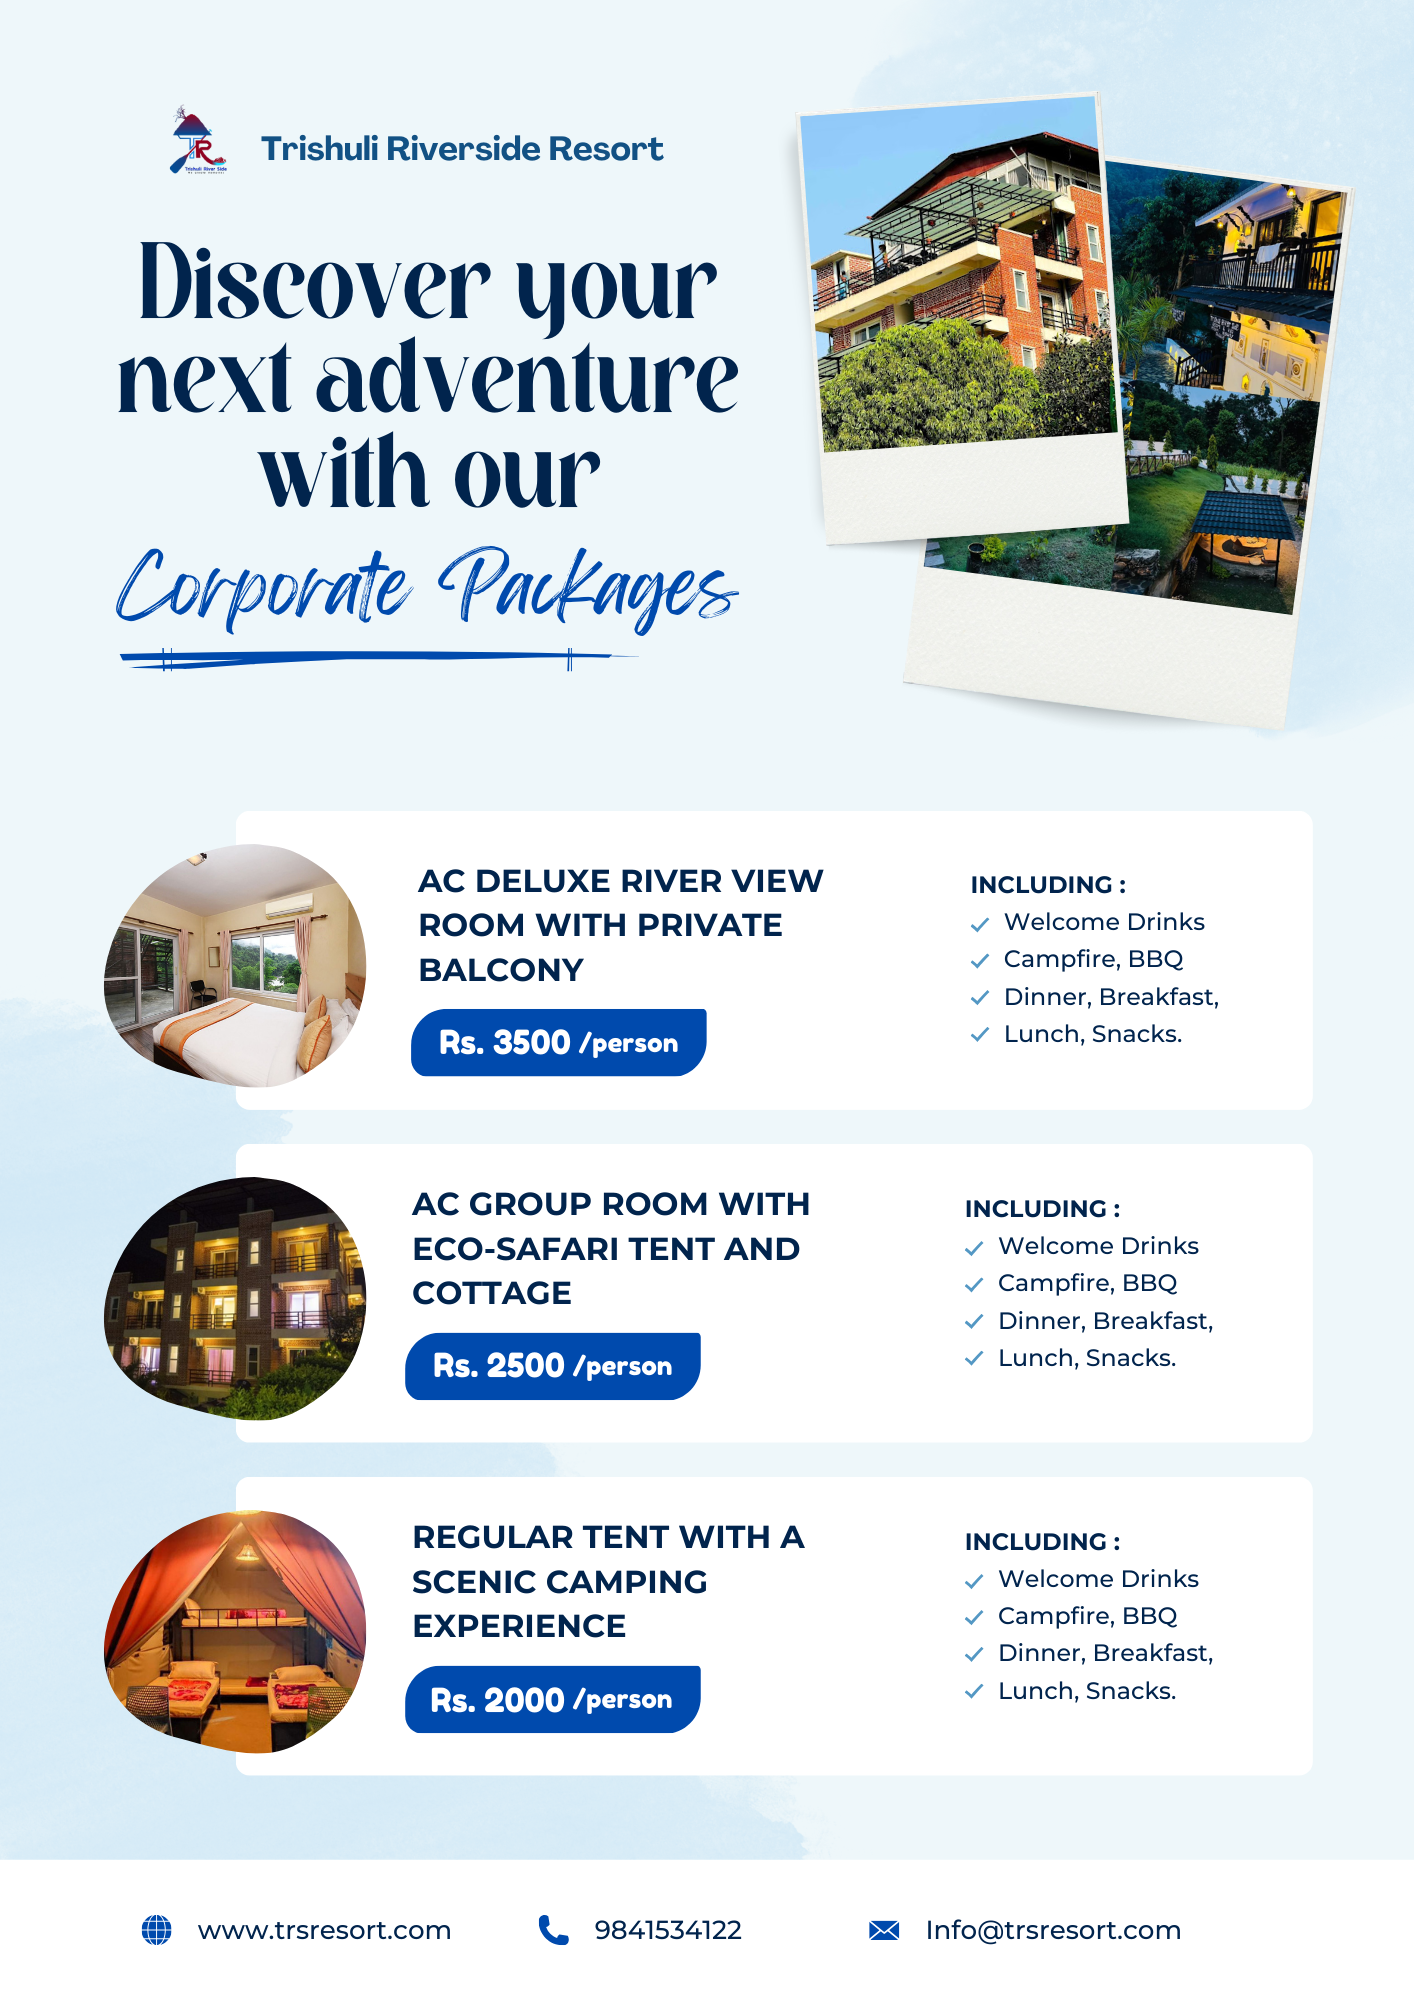 Trishuli Riverside Resort
TR
Trishuli River Side
Discover your
next adventure
with our
Corporate Packages
AC DELUXE RIVER VIEW
ROOM WITH PRIVATE
BALCONY
Rs. 3500 /person
INCLUDING :
Welcome Drinks
Campfire, BBQ
Dinner, Breakfast,
Lunch, Snacks.
AC GROUP ROOM WITH
ECO-SAFARI TENT AND
COTTAGE
Rs. 2500 /person
INCLUDING :
Welcome Drinks
Campfire, BBQ
Dinner, Breakfast,
Lunch, Snacks.
REGULAR TENT WITH A
SCENIC CAMPING
EXPERIENCE
Rs. 2000 /person
INCLUDING :
Welcome Drinks
Campfire, BBQ
Dinner, Breakfast,
Lunch, Snacks.
www.trsresort.com
9841534122
Info@trsresort.com